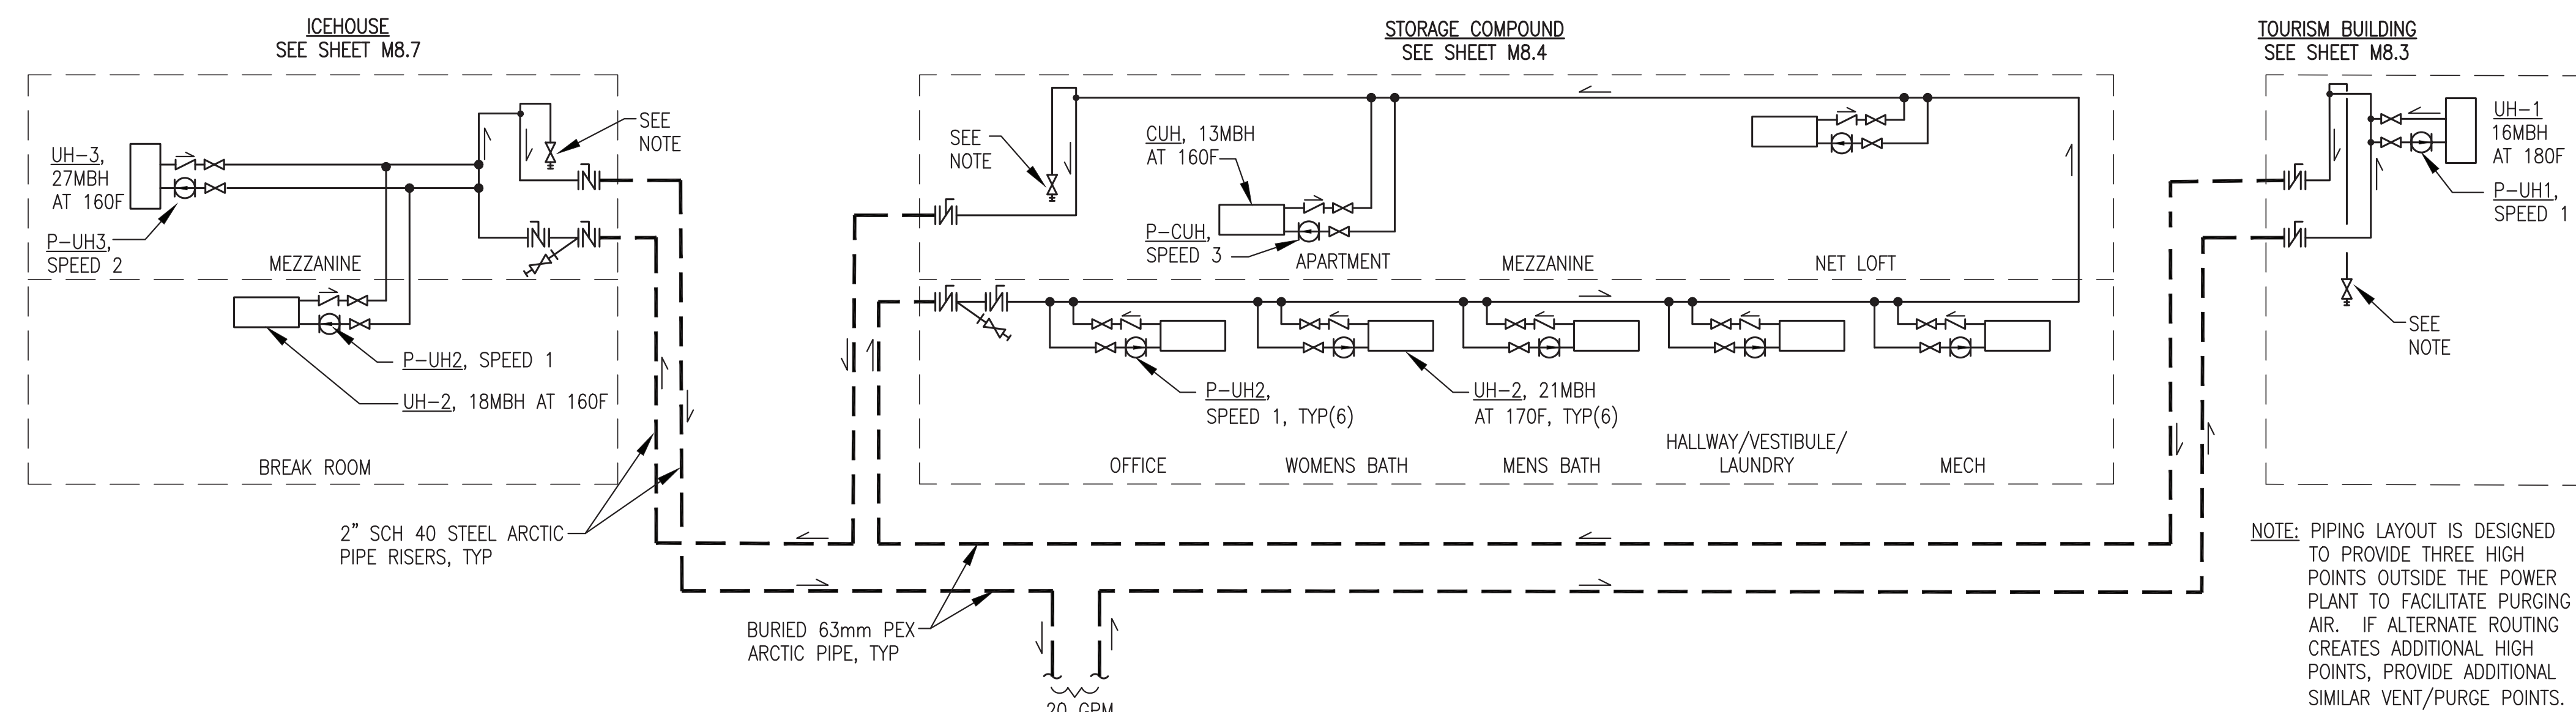 ICEHOUSE
SEE SHEET M8.7
UH-3,
27MBH
AT 160F
P-UH3,
SPEED 2
MEZZANINE
SEE
NOTE
P-UH2, SPEED 1
UH-2, 18MBH AT 160F
BREAK ROOM
2" SCH 40 STEEL ARCTIC
PIPE RISERS, TYP
STORAGE COMPOUND
SEE SHEET M8.4
SEE
NOTE
CUH, 13MBH
AT 160F
P-CUH,
SPEED 3
APARTMENT
MEZZANINE
NET LOFT
P-UH2,
SPEED 1, TYP(6)
UH-2, 21MBH
AT 170F, TYP(6)
OFFICE
WOMENS BATH
MENS BATH
HALLWAY/VESTIBULE/
LAUNDRY
MECH
BURIED 63mm PEX
ARCTIC PIPE, TYP
20 GPM
TOURISM BUILDING
SEE SHEET M8.3
UH-1
16MBH
AT 180F
P-UH1,
SPEED 1
SEE
NOTE
NOTE: PIPING LAYOUT IS DESIGNED
TO PROVIDE THREE HIGH
POINTS OUTSIDE THE POWER
PLANT TO FACILITATE PURGING
AIR. IF ALTERNATE ROUTING
CREATES ADDITIONAL HIGH
POINTS, PROVIDE ADDITIONAL
SIMILAR VENT/PURGE POINTS.